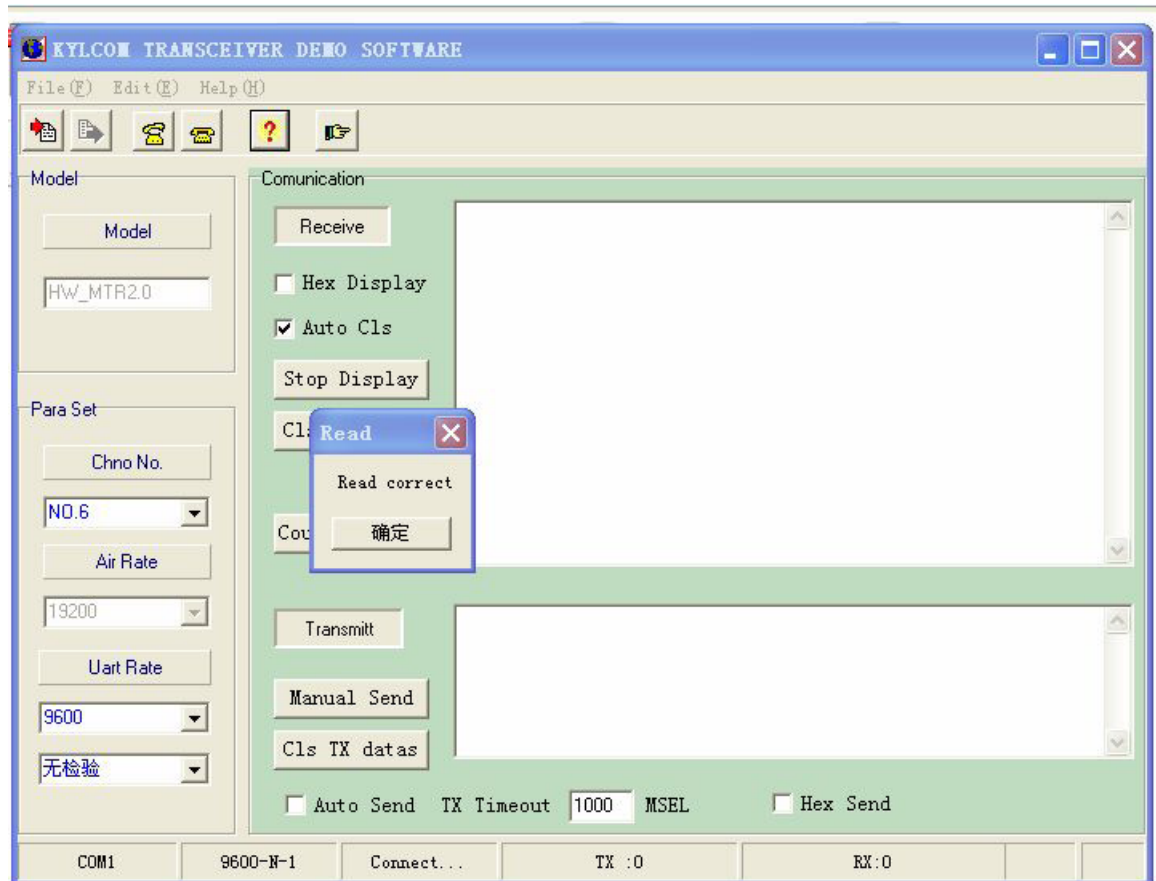 KYLCOM TRANSCEIVER DEMO SOFTWARE
File(F) Edit(E) Help(H)
?
Model
Model
HW_MTR2.0
Para Set
Chno No.
NO.6
Air Rate
19200
Uart Rate
9600
无检验
Comunication
Receive
Hex Display
Auto Cls
Stop Display
Read
Read correct
确定
Transmitt
Manual Send
Cls TX datas
Auto Send TX Timeout 1000 MSEL Hex Send
COM1 9600-N-1 Connect... TX :0 RX:0